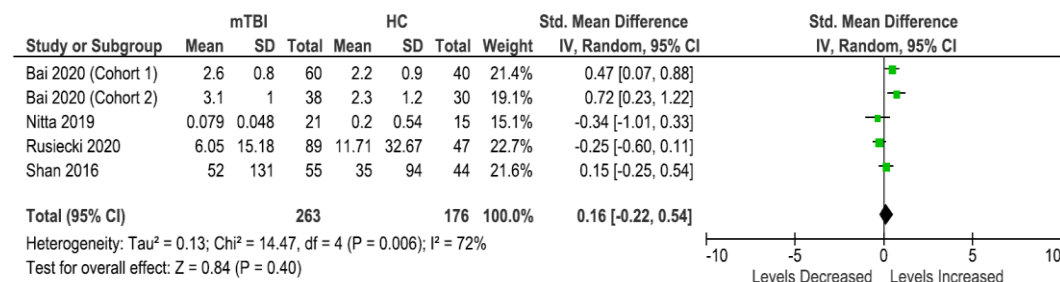 mTBI HC Std. Mean Difference Std. Mean Difference
Study or Subgroup Mean SD Total Mean SD Total Weight IV, Random, 95% CI IV, Random, 95% CI
Bai 2020 (Cohort 1) 2.6 0.8 60 2.2 0.9 40 21.4% 0.47 [0.07, 0.88]
Bai 2020 (Cohort 2) 3.1 1 38 2.3 1.2 30 19.1% 0.72 [0.23, 1.22]
Nitta 2019 0.079 0.048 21 0.2 0.54 15 15.1% -0.34 [-1.01, 0.33]
Rusiecki 2020 6.05 15.18 89 11.71 32.67 47 22.7% -0.25 [-0.60, 0.11]
Shan 2016 52 131 55 35 94 44 21.6% 0.15 [-0.25, 0.54]
Total (95% CI) 263 176 100.0% 0.16 [-0.22, 0.54]
Heterogeneity: Tau² = 0.13; Chi² = 14.47, df = 4 (P = 0.006); I² = 72%
Test for overall effect: Z = 0.84 (P = 0.40)
-10 -5 0 5 10
Levels Decreased Levels Increased